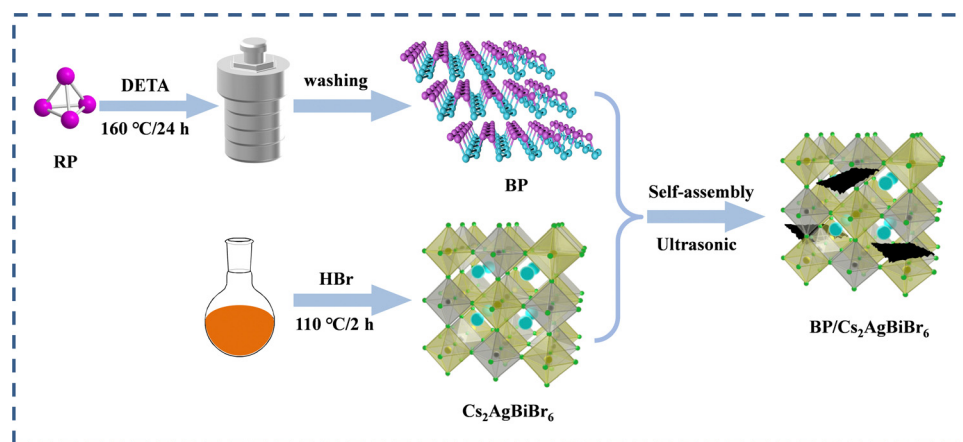 RP
DETA
160 °C/24 h
washing
BP
HBr
110 °C/2 h
Cs₂AgBiBr₆
Self-assembly
Ultrasonic
BP/Cs₂AgBiBr₆